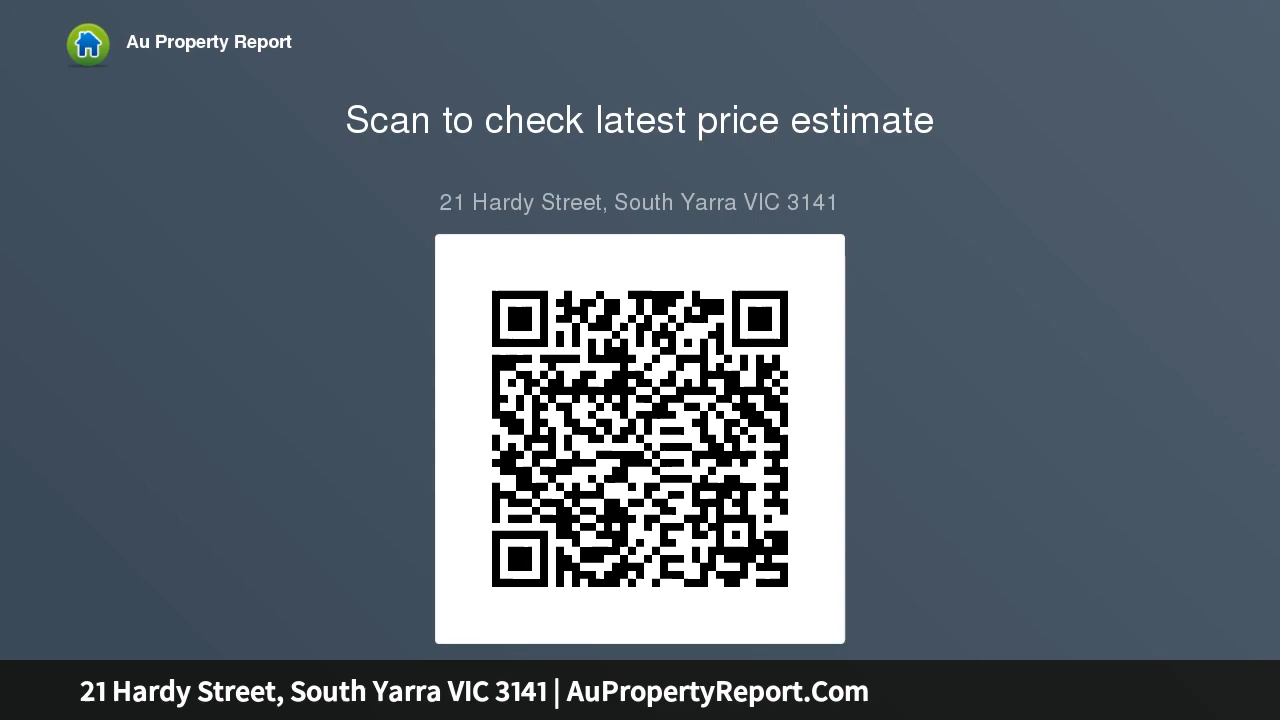 Au Property Report
Scan to check latest price estimate
21 Hardy Street, South Yarra VIC 3141
21 Hardy Street, South Yarra VIC 3141 | AuPropertyReport.Com